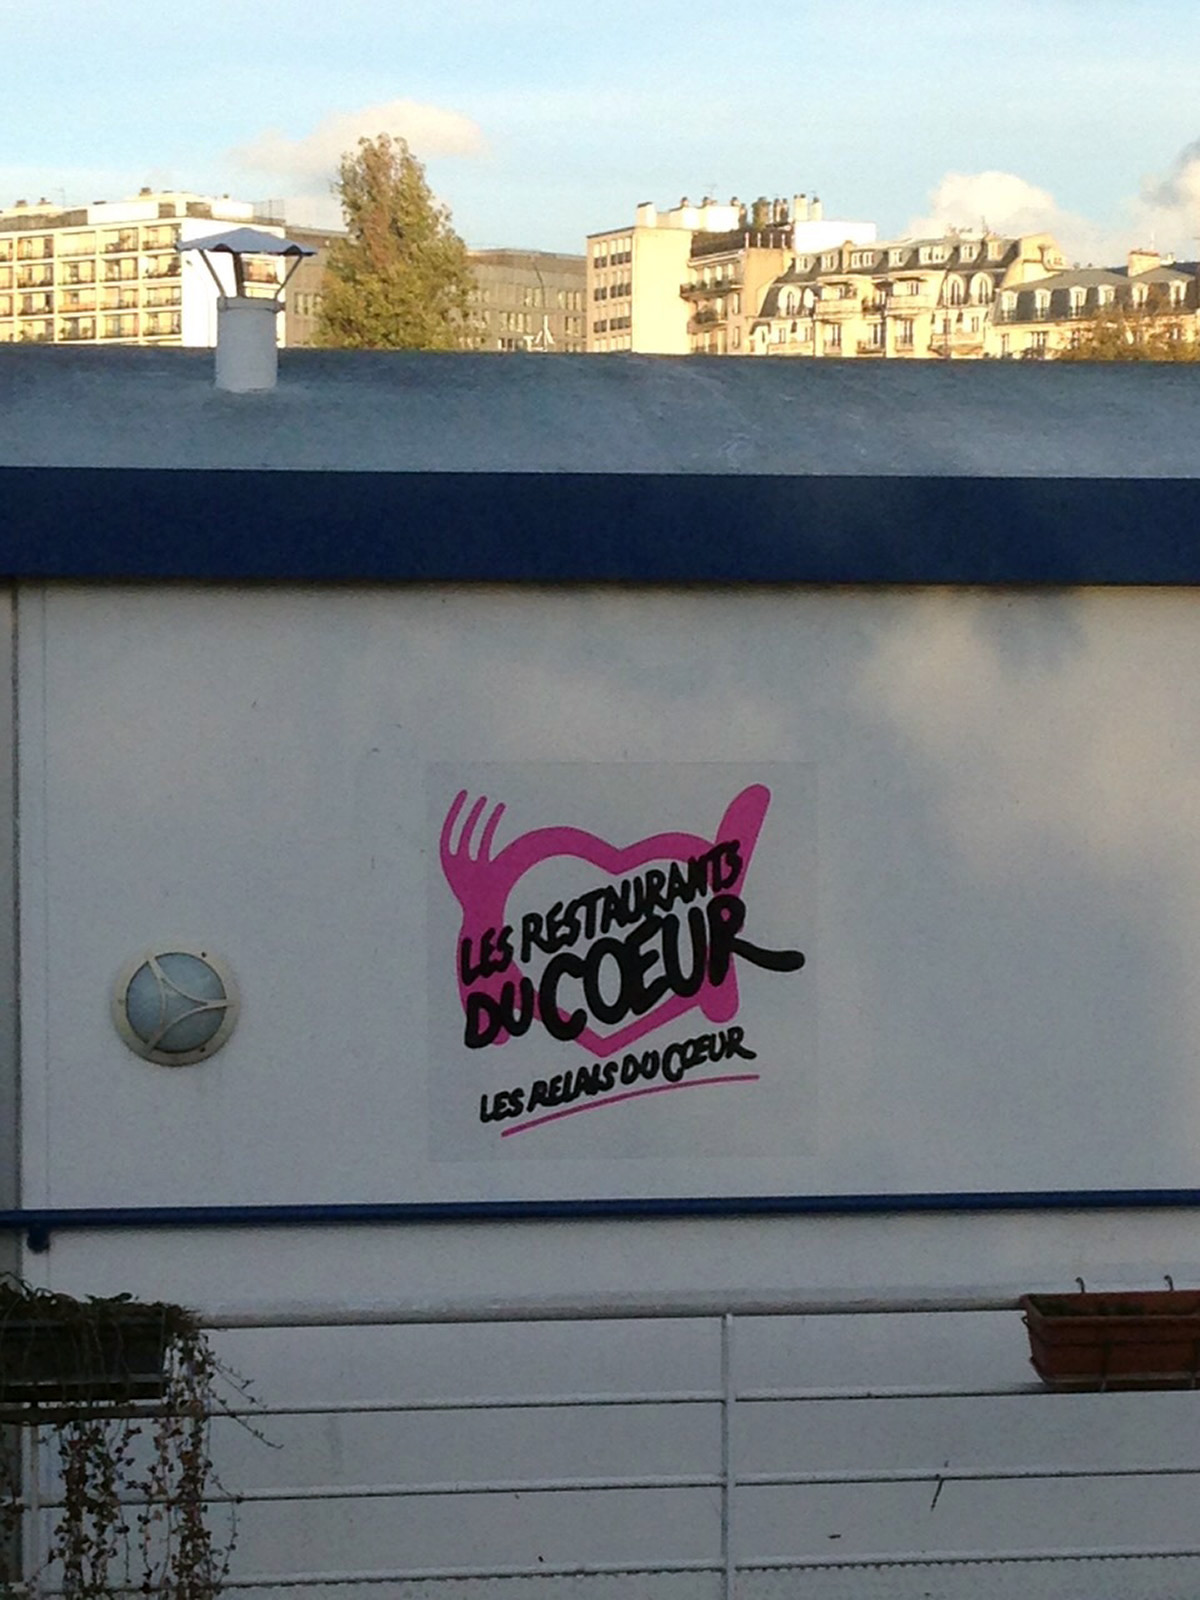 LES RESTAURANTS
DU COEUR
LES RELAIS DU CŒUR